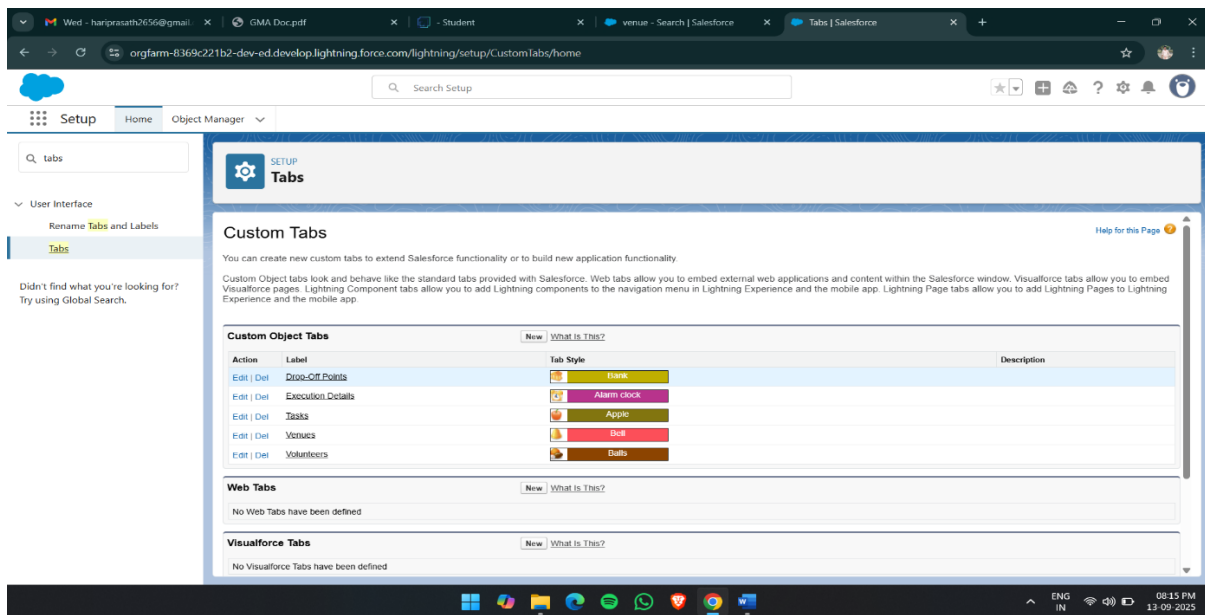 Wed - hariprasath2656@gmail.
GMA Doc.pdf
- Student
venue - Search | Salesforce
Tabs | Salesforce
orgfarm-8369c221b2-dev-ed.develop.lightning.force.com/lightning/setup/CustomTabs/home
Search Setup
Setup
Home
Object Manager
tabs
User Interface
Rename Tabs and Labels
Tabs
Didn't find what you're looking for?
Try using Global Search.
SETUP
Tabs
Custom Tabs
Help for this Page
You can create new custom tabs to extend Salesforce functionality or to build new application functionality.
Custom Object tabs look and behave like the standard tabs provided with Salesforce. Web tabs allow you to embed external web applications and content within the Salesforce window. Visualforce tabs allow you to embed
Visualforce pages. Lightning Component tabs allow you to add Lightning components to the navigation menu in Lightning Experience and the mobile app. Lightning Page tabs allow you to add Lightning Pages to Lightning
Experience and the mobile app.
Custom Object Tabs New What Is This?
Action Label Tab Style Description
Edit | Del Drop-Off Points Bank
Edit | Del Execution Details Alarm clock
Edit | Del Tasks Apple
Edit | Del Venues Bell
Edit | Del Volunteers Balls
Web Tabs New What Is This?
No Web Tabs have been defined
Visualforce Tabs New What Is This?
No Visualforce Tabs have been defined
ENG
IN
08:15 PM
13-09-2025